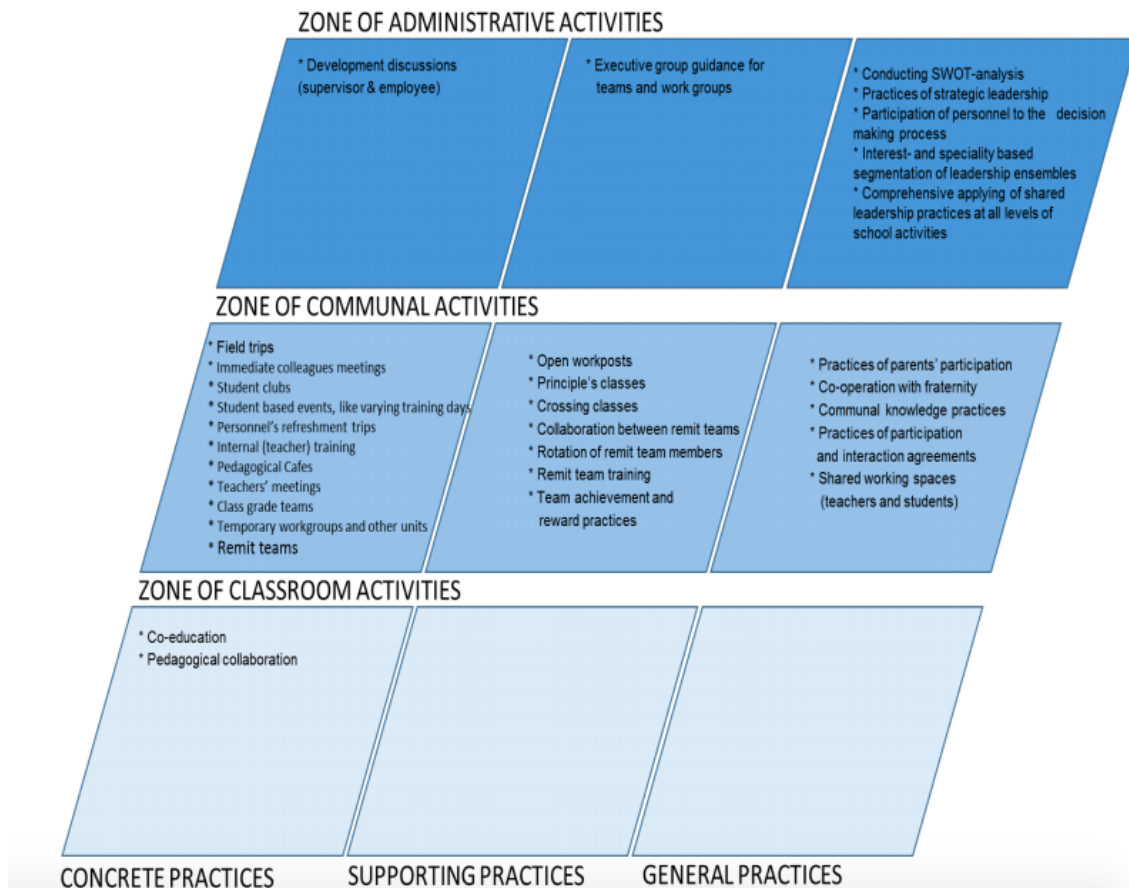 ZONE OF ADMINISTRATIVE ACTIVITIES
* Development discussions
(supervisor & employee)
* Executive group guidance for
teams and work groups
* Conducting SWOT-analysis
* Practices of strategic leadership
* Participation of personnel to the decision
making process
* Interest- and speciality based
segmentation of leadership ensembles
* Comprehensive applying of shared
leadership practices at all levels of
school activities
ZONE OF COMMUNAL ACTIVITIES
* Field trips
* Immediate colleagues meetings
* Student clubs
* Student based events, like varying training days
* Personnel's refreshment trips
* Internal (teacher) training
* Pedagogical Cafes
* Teachers' meetings
* Class grade teams
* Temporary workgroups and other units
* Remit teams
* Open workposts
* Principle's classes
* Crossing classes
* Collaboration between remit teams
* Rotation of remit team members
* Remit team training
* Team achievement and
reward practices
* Practices of parents' participation
* Co-operation with fraternity
* Communal knowledge practices
* Practices of participation
and interaction agreements
* Shared working spaces
(teachers and students)
ZONE OF CLASSROOM ACTIVITIES
* Co-education
* Pedagogical collaboration
CONCRETE PRACTICES
SUPPORTING PRACTICES
GENERAL PRACTICES